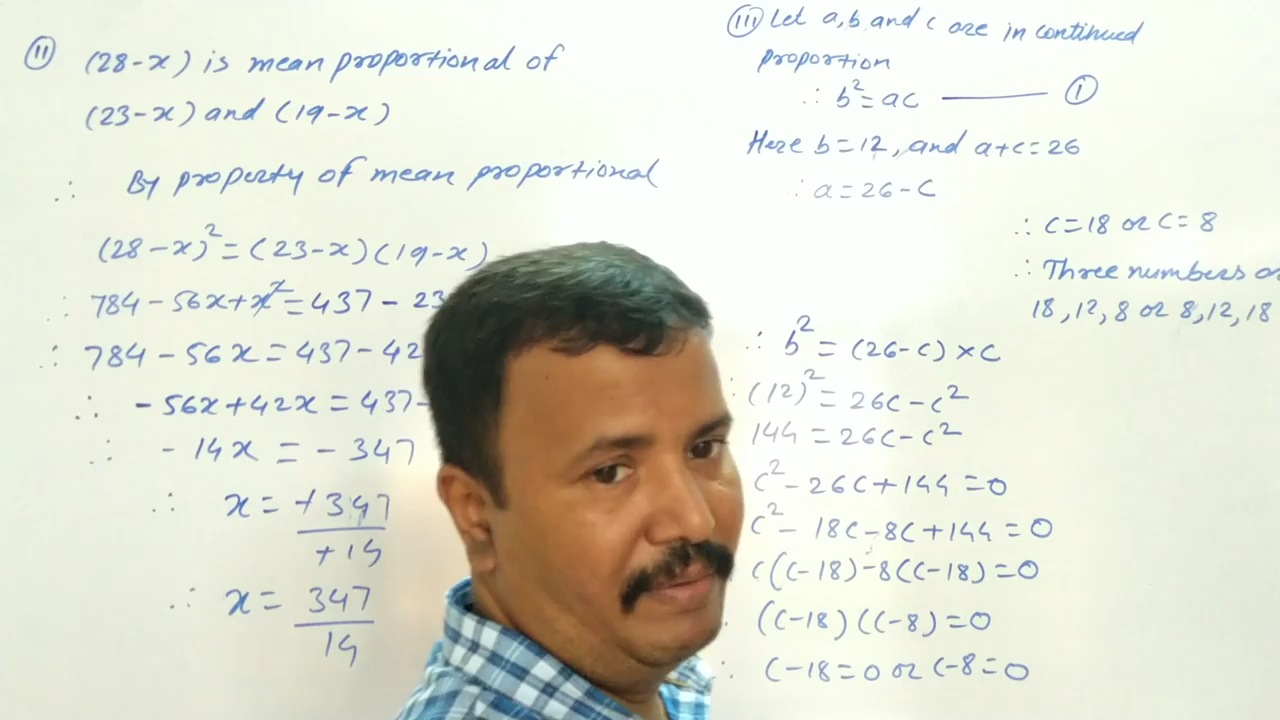 (ii) (28-x) is mean proportional of
(23-x) and (19-x)
∴ By property of mean proportional
(28-x)²=(23-x)(19-x)
∴ 784-56x+x²=437-23
∴ 784-56x=437-42
∴ -56x+42x=437-
∴ -14x=-347
∴ x=+347
+14
∴ x=347
14
(iii) Let a,b and c are in continued
proportion
∴ b²=ac ——— (1)
Here b=12, and a+c=26
∴ a=26-c
∴ c=18 or c=8
∴ Three numbers
18,12,8 or 8,12,18
∴ b²=(26-c)×c
(12)²=26c-c²
144=26c-c²
c²-26c+144=0
c²-18c-8c+144=0
c(c-18)-8(c-18)=0
(c-18)(c-8)=0
∴ c-18=0 or c-8=0